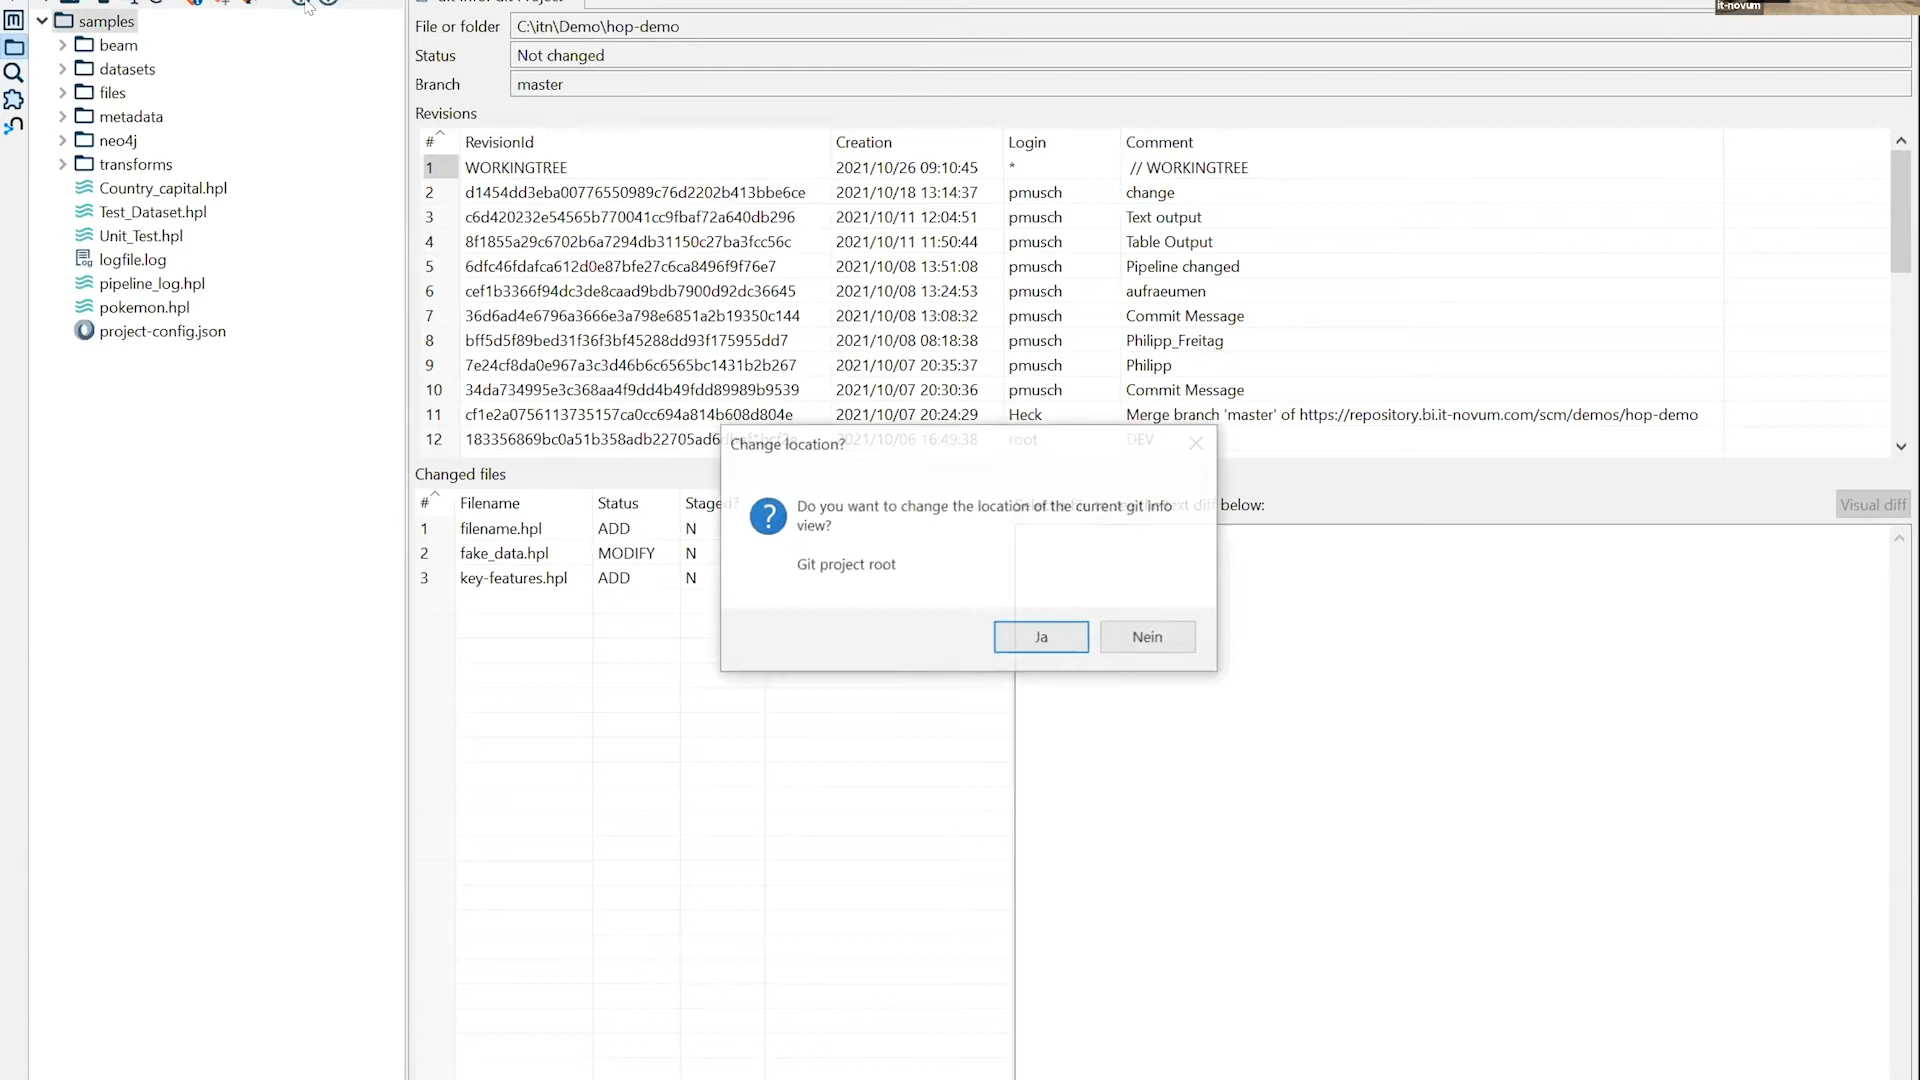 it-novum
samples
beam
datasets
files
metadata
neo4j
transforms
Country_capital.hpl
Test_Dataset.hpl
Unit_Test.hpl
logfile.log
pipeline_log.hpl
pokemon.hpl
project-config.json
File or folder C:\itn\Demo\hop-demo
Status Not changed
Branch master
Revisions
# RevisionId Creation Login Comment
1 WORKINGTREE 2021/10/26 09:10:45 * // WORKINGTREE
2 d1454dd3eba00776550989c76d2202b413bbe6ce 2021/10/18 13:14:37 pmusch change
3 c6d420232e54565b770041cc9fbaf72a640db296 2021/10/11 12:04:51 pmusch Text output
4 8f1855a29c6702b6a7294db31150c27ba3fcc56c 2021/10/11 11:50:44 pmusch Table Output
5 6dfc46fdafca612d0e87bfe27c6ca8496f9f76e7 2021/10/08 13:51:08 pmusch Pipeline changed
6 cef1b3366f94dc3de8caad9bdb7900d92dc36645 2021/10/08 13:24:53 pmusch aufraeumen
7 36d6ad4e6796a3666e3a798e6851a2b19350c144 2021/10/08 13:08:32 pmusch Commit Message
8 bff5d5f89bed31f36f3bf45288dd93f175955dd7 2021/10/08 08:18:38 pmusch Philipp_Freitag
9 7e24cf8da0e967a3c3d46b6c6565bc1431b2b267 2021/10/07 20:35:37 pmusch Philipp
10 34da734995e3c368aa4f9dd4b49fdd89989b9539 2021/10/07 20:30:36 pmusch Commit Message
11 cf1e2a0756113735157ca0cc694a814b608d804e 2021/10/07 20:24:29 Heck Merge branch 'master' of https://repository.bi.it-novum.com/scm/demos/hop-demo
12 2021/10/06 16:49:38 root DEV
Changed files
# Filename Status Staged?
1 filename.hpl ADD N
2 fake_data.hpl MODIFY N
3 key-features.hpl ADD N
below:
Visual diff
Change location?
Do you want to change the location of the current git info
view?
Git project root
Ja Nein